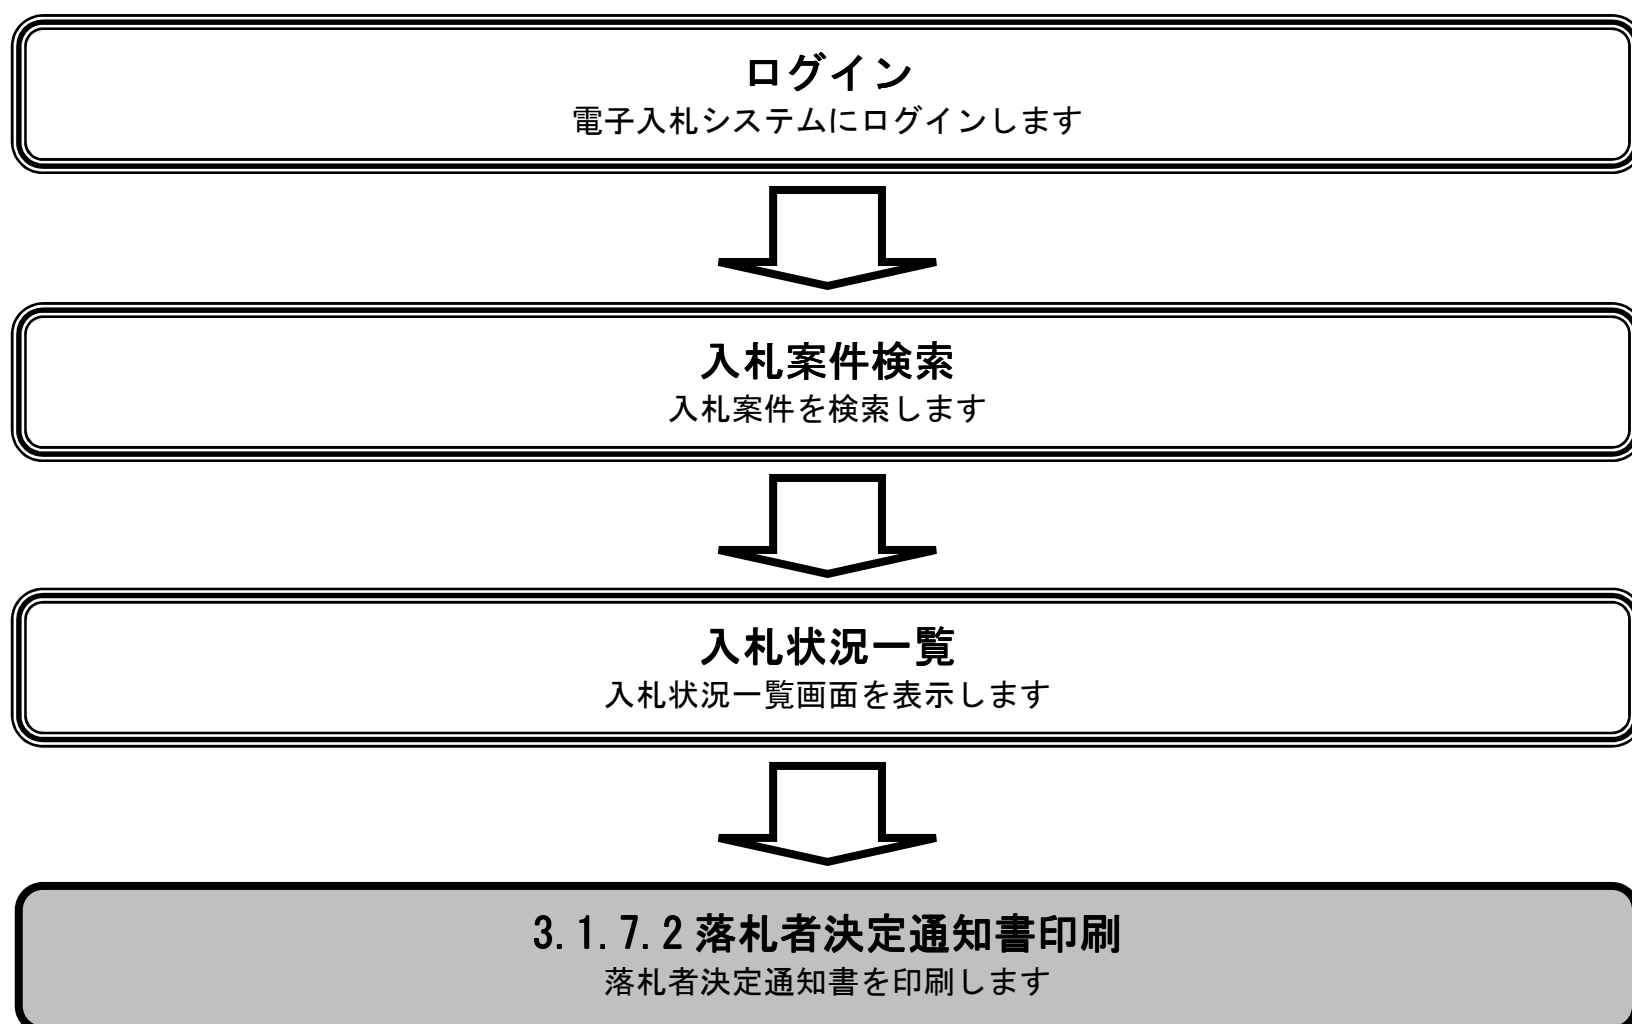 ログイン
電子入札システムにログインします
入札案件検索
入札案件を検索します
入札状況一覧
入札状況一覧画面を表示します
3.1.7.2 落札者決定通知書印刷
落札者決定通知書を印刷します